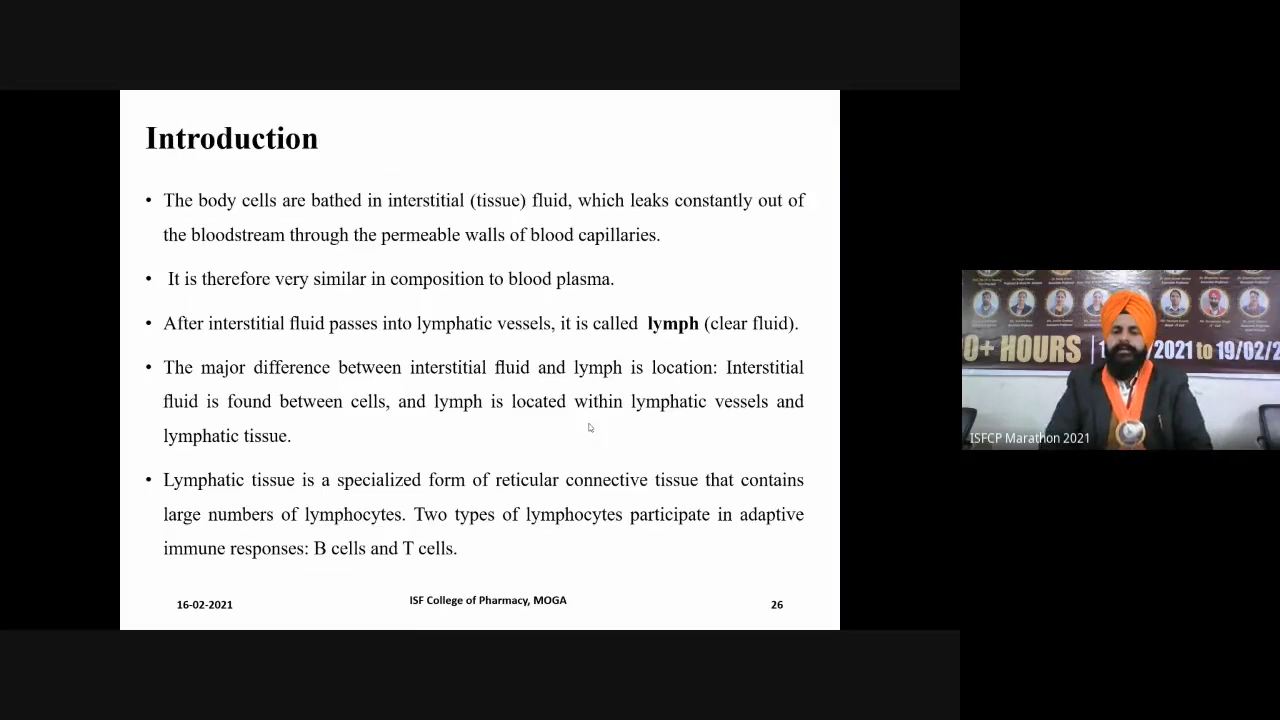 Introduction
• The body cells are bathed in interstitial (tissue) fluid, which leaks constantly out of
the bloodstream through the permeable walls of blood capillaries.
• It is therefore very similar in composition to blood plasma.
• After interstitial fluid passes into lymphatic vessels, it is called lymph (clear fluid).
• The major difference between interstitial fluid and lymph is location: Interstitial
fluid is found between cells, and lymph is located within lymphatic vessels and
lymphatic tissue.
• Lymphatic tissue is a specialized form of reticular connective tissue that contains
large numbers of lymphocytes. Two types of lymphocytes participate in adaptive
immune responses: B cells and T cells.
16-02-2021 ISF College of Pharmacy, MOGA 26
0+ HOURS /2021 to 19/02/2
ISFCP Marathon 2021